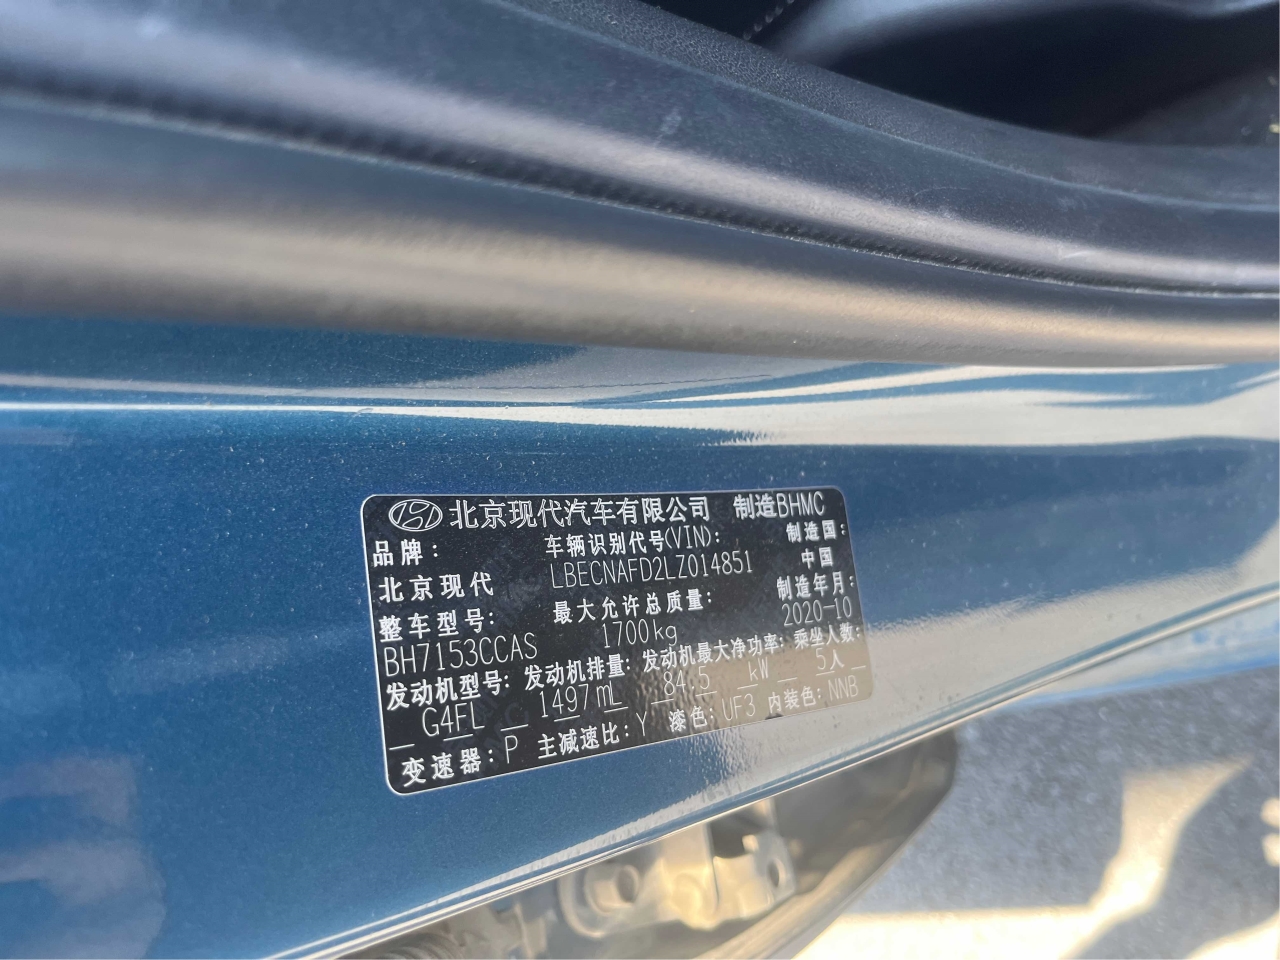 北京现代汽车有限公司 制造BHMC
品牌: 车辆识别代号(VIN): 制造国:
北京现代 LBECNAFD2LZ014851 中国
整车型号: 最大允许总质量: 制造年月:
BH7153CCAS 1700kg 2020-10
发动机型号: 发动机排量: 发动机最大净功率: 乘坐人数:
G4FL 1497mL 84.5 kW 5人
变速器: P 主减速比: Y 漆色: UF3 内装色: NNB